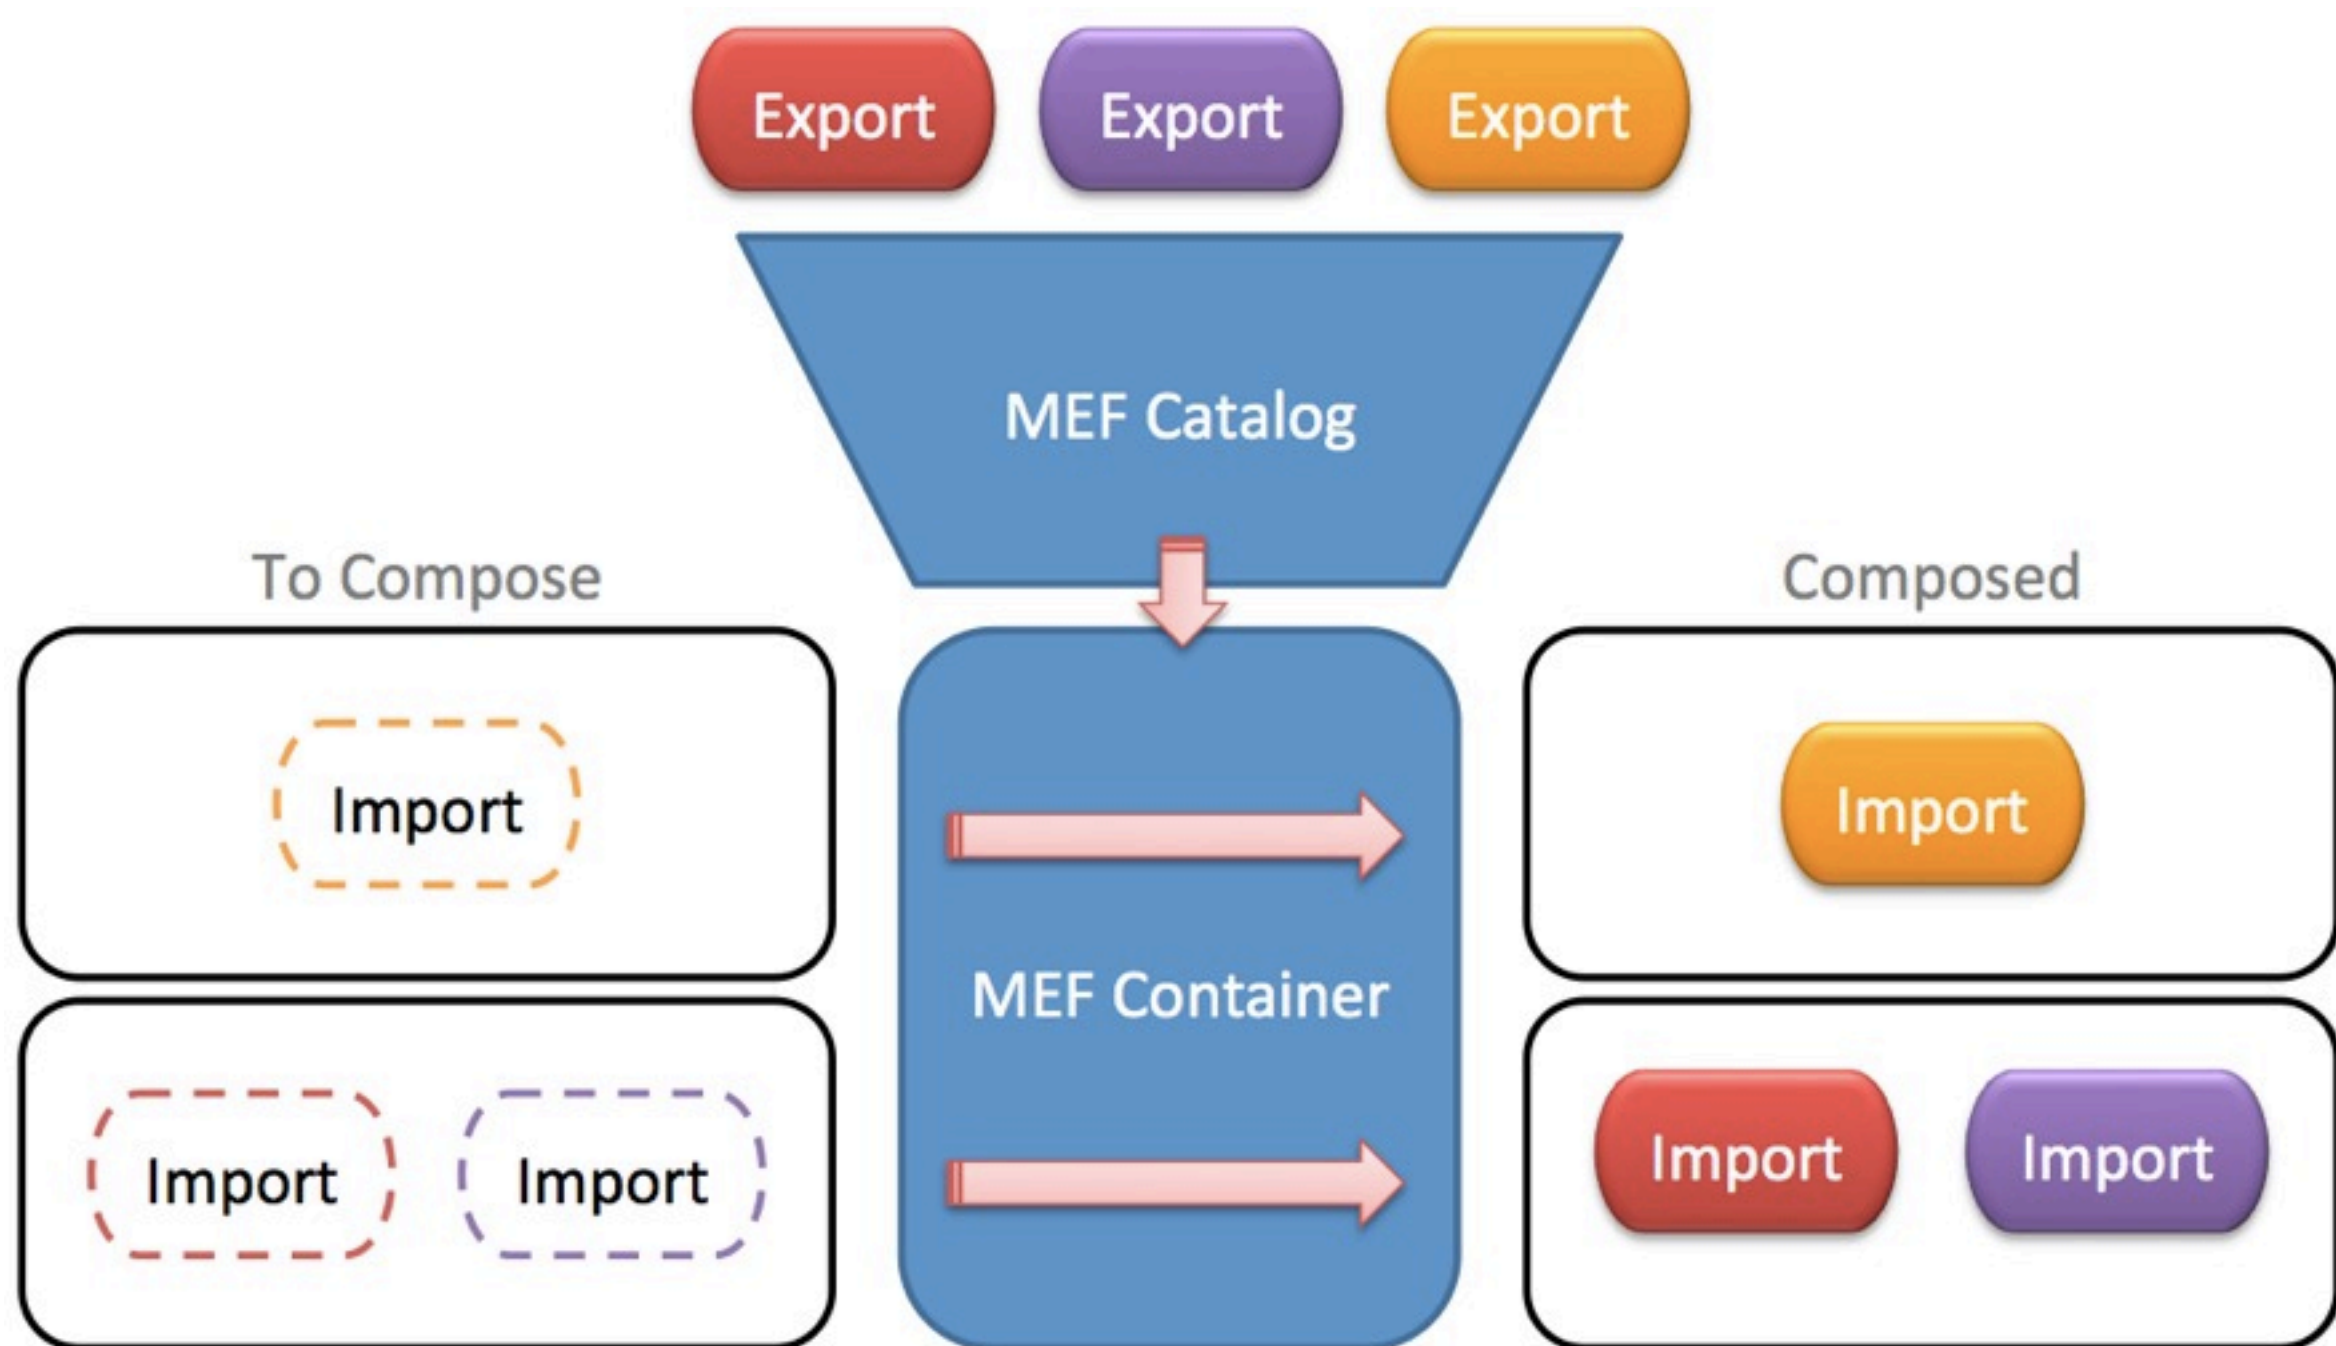 Export
Export
Export
MEF Catalog
To Compose
Composed
Import
Import
MEF Container
Import
Import
Import
Import